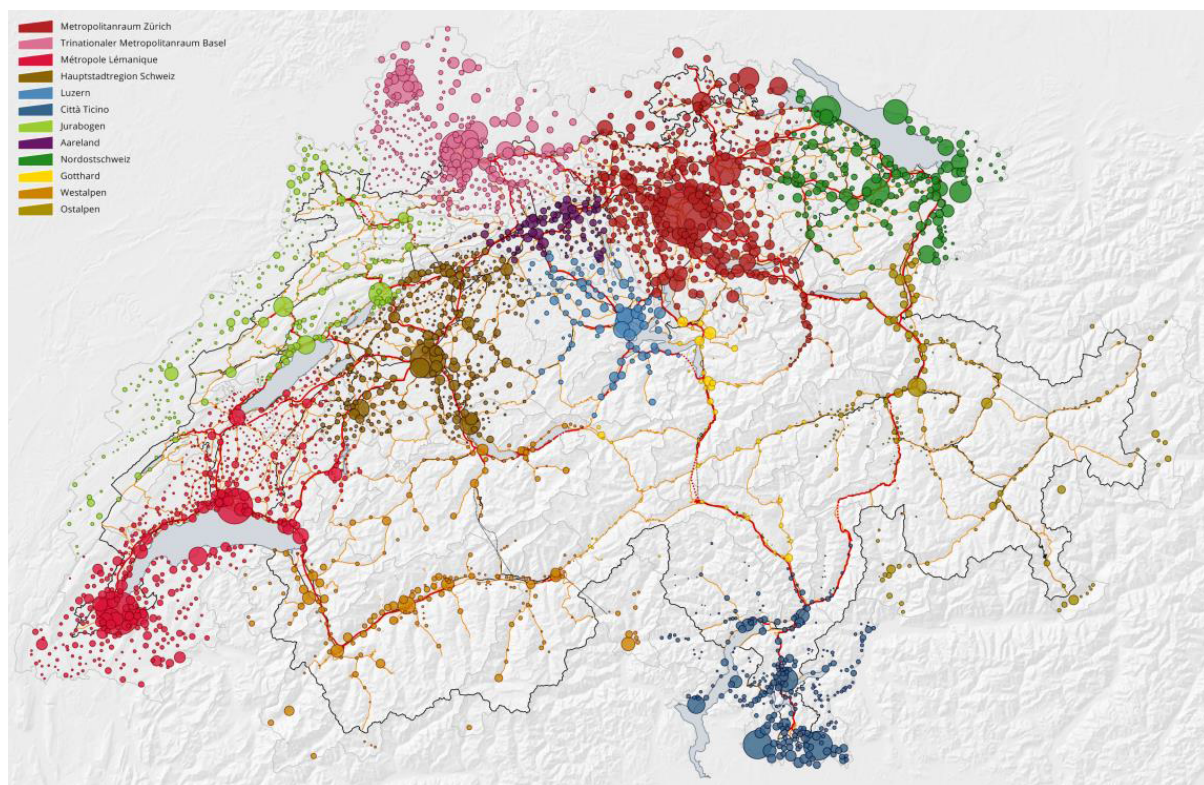 Metropolitanraum Zürich
Trinationaler Metropolitanraum Basel
Métropole Lémanique
Hauptstadtregion Schweiz
Luzern
Città Ticino
Jurabogen
Aareland
Nordostschweiz
Gotthard
Westalpen
Ostalpen